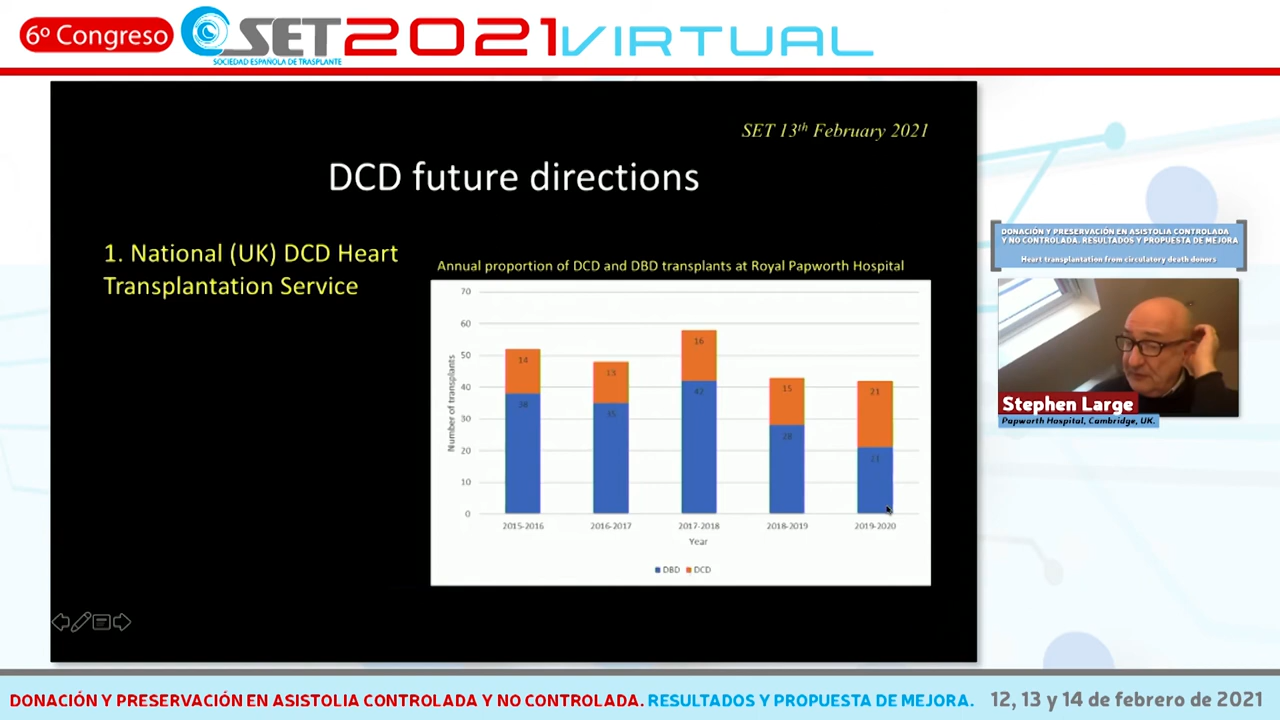 6º Congreso SET2021VIRTUAL
SOCIEDAD ESPAÑOLA DE TRASPLANTE
SET 13th February 2021
DCD future directions
1. National (UK) DCD Heart
Transplantation Service
Annual proportion of DCD and DBD transplants at Royal Papworth Hospital
70
60
50
40
30
20
10
0
Number of transplants
14
38
13
35
16
42
15
28
21
21
2015-2016
2016-2017
2017-2018
2018-2019
2019-2020
Year
DBD DCD
DONACIÓN Y PRESERVACIÓN EN ASISTOLIA CONTROLADA
Y NO CONTROLADA. RESULTADOS Y PROPUESTA DE MEJORA
Heart transplantation from circulatory death donors
Stephen Large
Papworth Hospital, Cambridge, UK.
DONACIÓN Y PRESERVACIÓN EN ASISTOLIA CONTROLADA Y NO CONTROLADA. RESULTADOS Y PROPUESTA DE MEJORA. 12, 13 y 14 de febrero de 2021